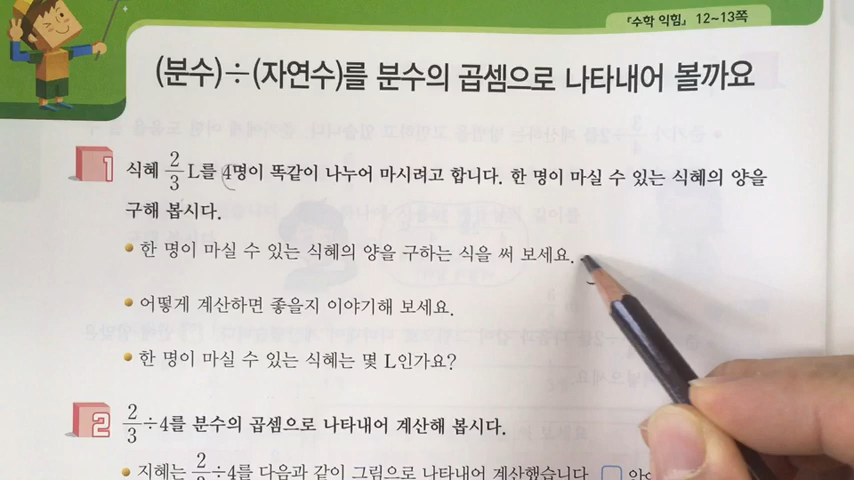 『수학 익힘』 12~13쪽
(분수)÷(자연수)를 분수의 곱셈으로 나타내어 볼까요
1 식혜 2/3 L를 4명이 똑같이 나누어 마시려고 합니다. 한 명이 마실 수 있는 식혜의 양을
구해 봅시다.
• 한 명이 마실 수 있는 식혜의 양을 구하는 식을 써 보세요.
• 어떻게 계산하면 좋을지 이야기해 보세요.
• 한 명이 마실 수 있는 식혜는 몇 L인가요?
2 2/3÷4를 분수의 곱셈으로 나타내어 계산해 봅시다.
• 지혜는 2/3÷4를 다음과 같이 그림으로 나타내어 계산했습니다.